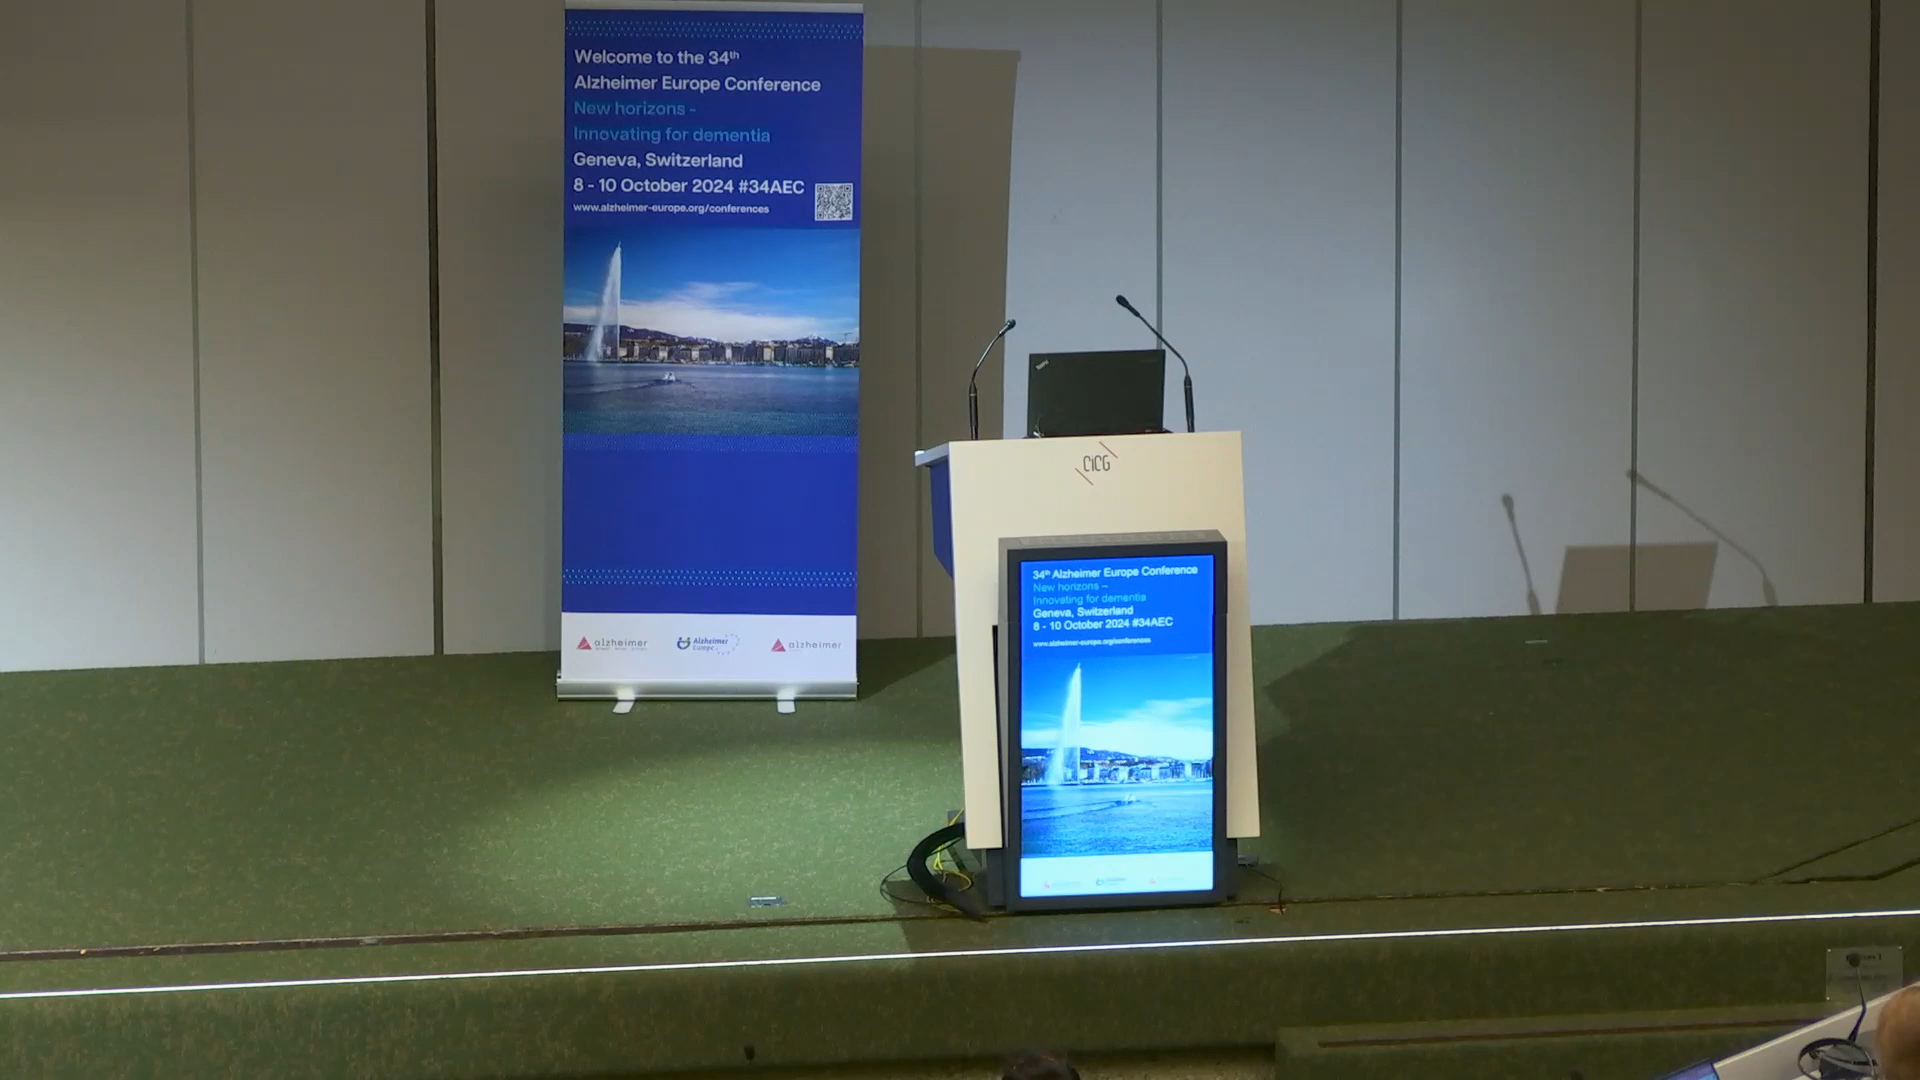 Welcome to the 34th
Alzheimer Europe Conference
New horizons -
Innovating for dementia
Geneva, Switzerland
8 - 10 October 2024 #34AEC
www.alzheimer-europe.org/conferences
alzheimer
Alzheimer
Europe
alzheimer
CICG
34th Alzheimer Europe Conference
New horizons –
Innovating for dementia
Geneva, Switzerland
8 - 10 October 2024 #34AEC
www.alzheimer-europe.org/conferences